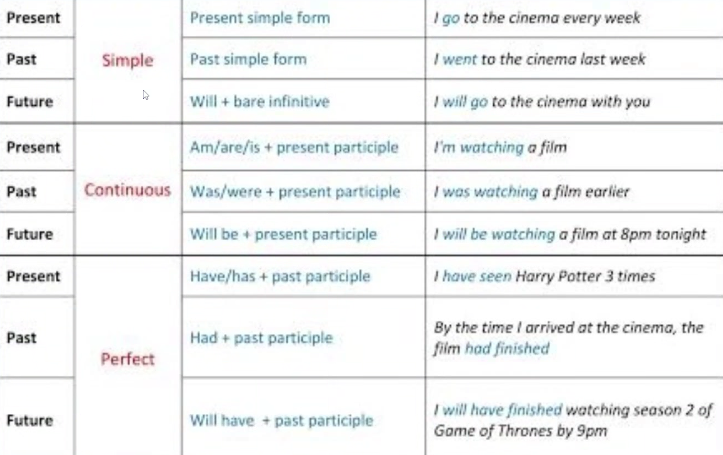 Present
Simple
Present simple form
I go to the cinema every week
Past
Past simple form
I went to the cinema last week
Future
Will + bare infinitive
I will go to the cinema with you
Present
Continuous
Am/are/is + present participle
I'm watching a film
Past
Was/were + present participle
I was watching a film earlier
Future
Will be + present participle
I will be watching a film at 8pm tonight
Present
Perfect
Have/has + past participle
I have seen Harry Potter 3 times
Past
Had + past participle
By the time I arrived at the cinema, the
film had finished
Future
Will have + past participle
I will have finished watching season 2 of
Game of Thrones by 9pm